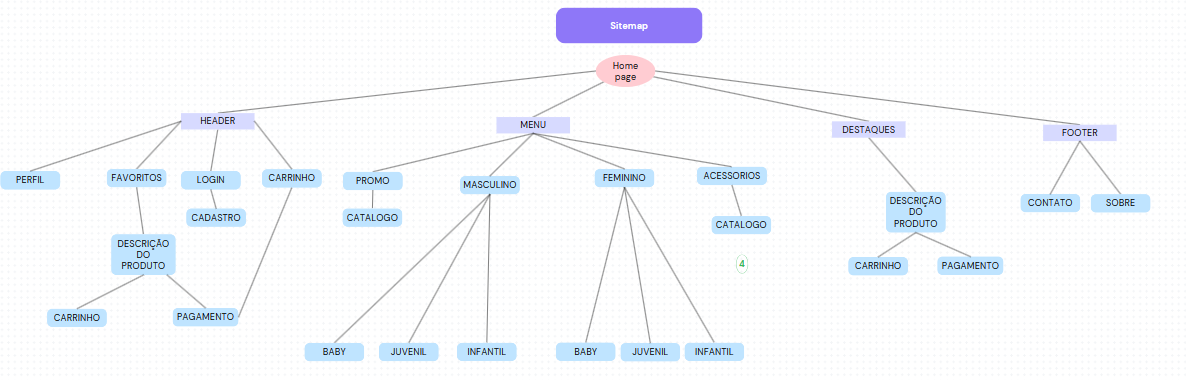 Sitemap
Home
page
HEADER
MENU
DESTAQUES
FOOTER
PERFIL
FAVORITOS
LOGIN
CARRINHO
PROMO
MASCULINO
FEMININO
ACESSORIOS
CADASTRO
CATALOGO
CATALOGO
DESCRIÇÃO
DO
PRODUTO
CONTATO
SOBRE
DESCRIÇÃO
DO
PRODUTO
4
CARRINHO
PAGAMENTO
CARRINHO
PAGAMENTO
BABY
JUVENIL
INFANTIL
BABY
JUVENIL
INFANTIL